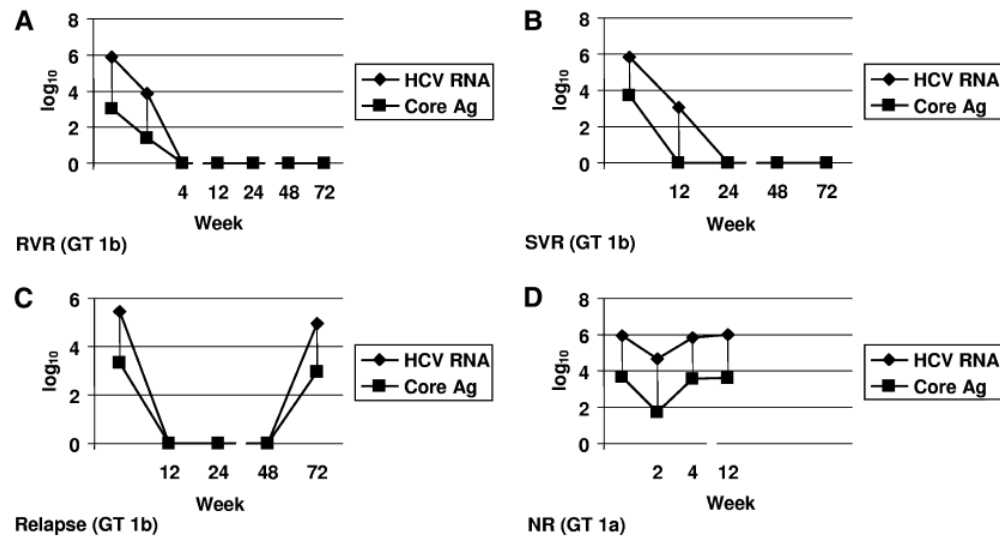 A
8
6
4
2
0
log₁₀
4 12 24 48 72
Week
HCV RNA
Core Ag
RVR (GT 1b)
B
8
6
4
2
0
log₁₀
12 24 48 72
Week
HCV RNA
Core Ag
SVR (GT 1b)
C
6
4
2
0
log₁₀
12 24 48 72
Week
HCV RNA
Core Ag
Relapse (GT 1b)
D
8
6
4
2
0
log₁₀
2 4 12
Week
HCV RNA
Core Ag
NR (GT 1a)